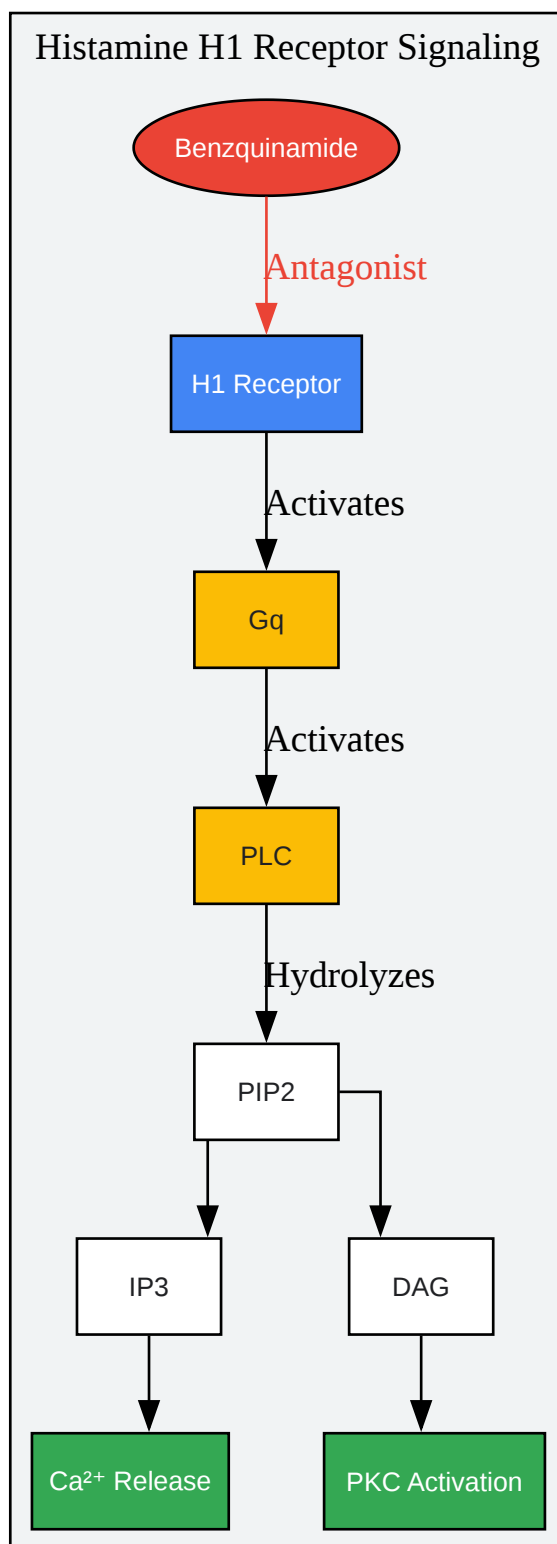 Histamine H1 Receptor Signaling
Benzquinamide
Antagonist
H1 Receptor
Activates
Gq
Activates
PLC
Hydrolyzes
PIP2
IP3
DAG
Ca²⁺ Release
PKC Activation